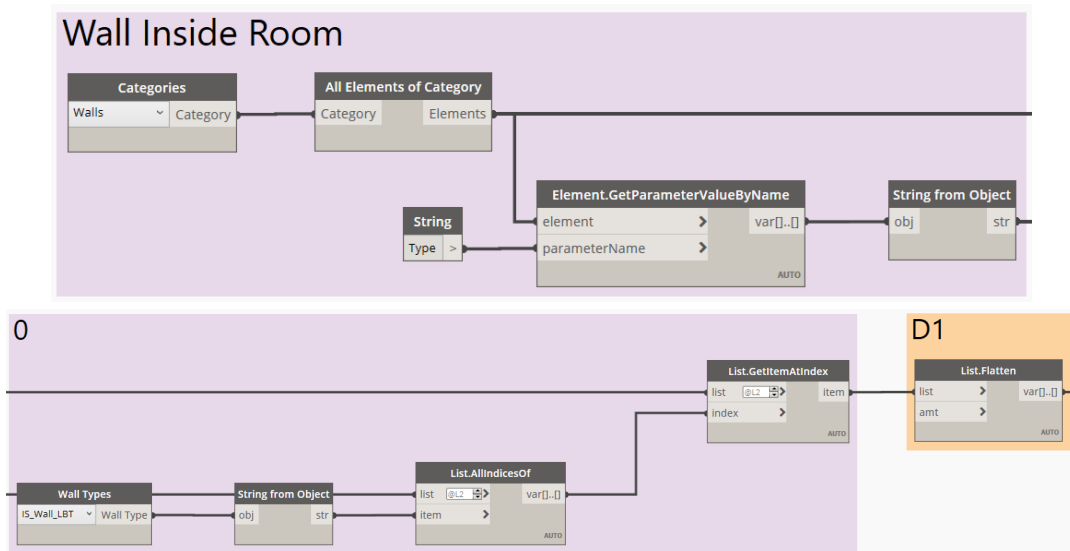 Wall Inside Room
Categories
Walls Category
All Elements of Category
Category Elements
String
Type >
Element.GetParameterValueByName
element > var[]..[]
parameterName >
AUTO
String from Object
obj str
0
Wall Types
IS_Wall_LBT Wall Type
String from Object
obj str
List.AllIndicesOf
list @L2 > var[]..[]
item >
AUTO
List.GetItemAtIndex
list @L2 > item
index >
AUTO
D1
List.Flatten
list > var[]..[]
amt >
AUTO